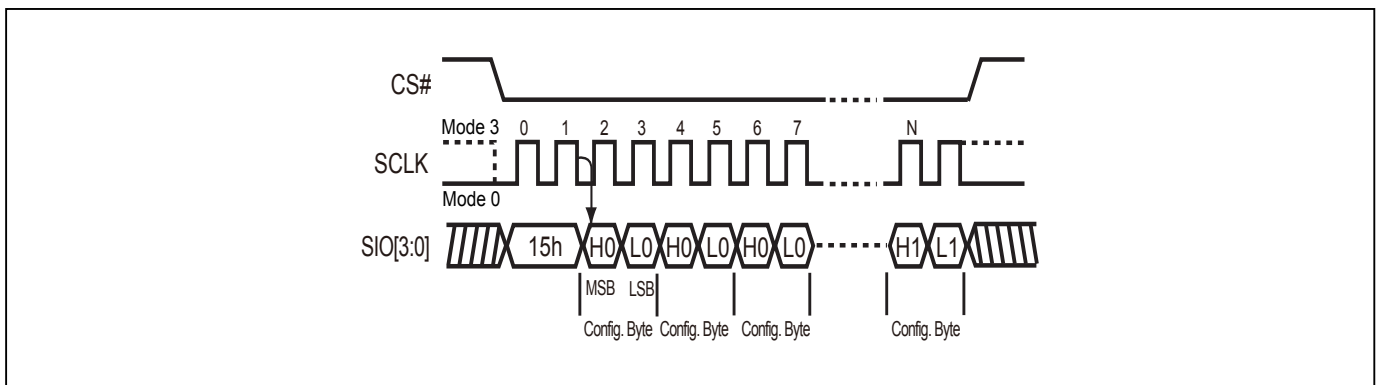 CS#
Mode 3 0 1 2 3 4 5 6 7 N
SCLK
Mode 0
SIO[3:0] 15h H0 L0 H0 L0 H0 L0 H1 L1
MSB LSB
Config. Byte Config. Byte Config. Byte Config. Byte